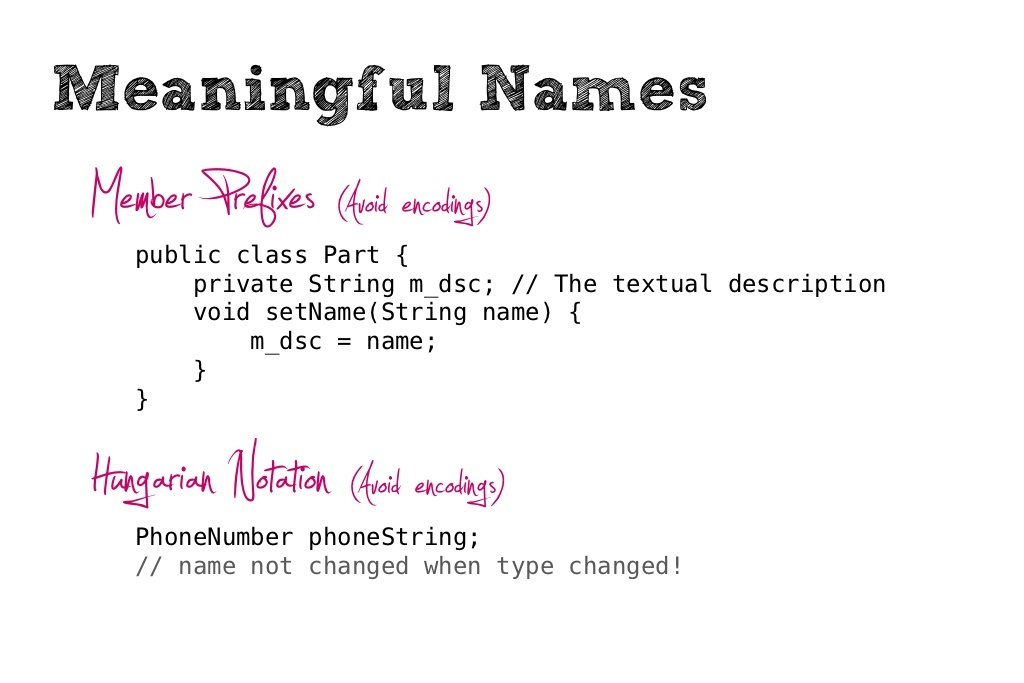 Meaningful Names
Member Prefixes (Avoid encodings)
public class Part {
    private String m_dsc; // The textual description
    void setName(String name) {
        m_dsc = name;
    }
}
Hungarian Notation (Avoid encodings)
PhoneNumber phoneString;
// name not changed when type changed!